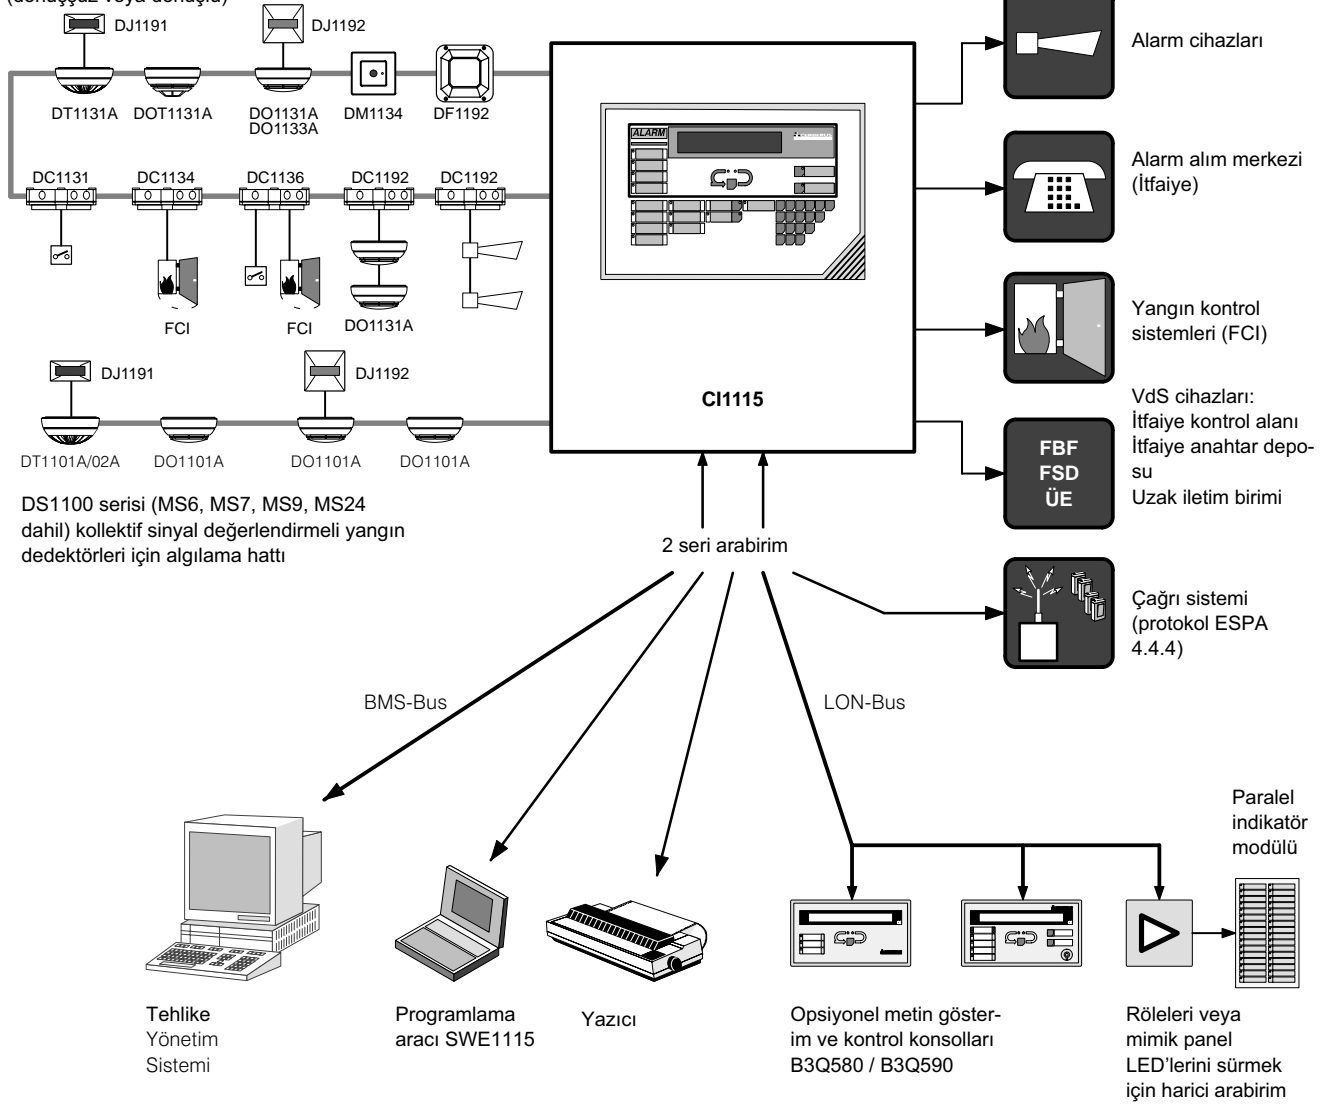 (dönüşsüz veya dönüşlü)
DJ1191
DJ1192
DT1131A
DOT1131A
DO1131A
DO1133A
DM1134
DF1192
DC1131
DC1134
DC1136
DC1192
DC1192
FCI
FCI
DO1131A
DJ1191
DJ1192
DT1101A/02A
DO1101A
DO1101A
DO1101A
DS1100 serisi (MS6, MS7, MS9, MS24
dahil) kollektif sinyal değerlendirmeli yangın
dedektörleri için algılama hattı
ALARM
CI1115
Alarm cihazları
Alarm alım merkezi
(İtfaiye)
Yangın kontrol
sistemleri (FCI)
FBF
FSD
ÜE
VdS cihazları:
İtfaiye kontrol alanı
İtfaiye anahtar depo-
su
Uzak iletim birimi
2 seri arabirim
Çağrı sistemi
(protokol ESPA
4.4.4)
BMS-Bus
LON-Bus
Tehlike
Yönetim
Sistemi
Programlama
aracı SWE1115
Yazıcı
Opsiyonel metin göster-
im ve kontrol konsolları
B3Q580 / B3Q590
Paralel
indikatör
modülü
Röleleri veya
mimik panel
LED'lerini sürmek
için harici arabirim